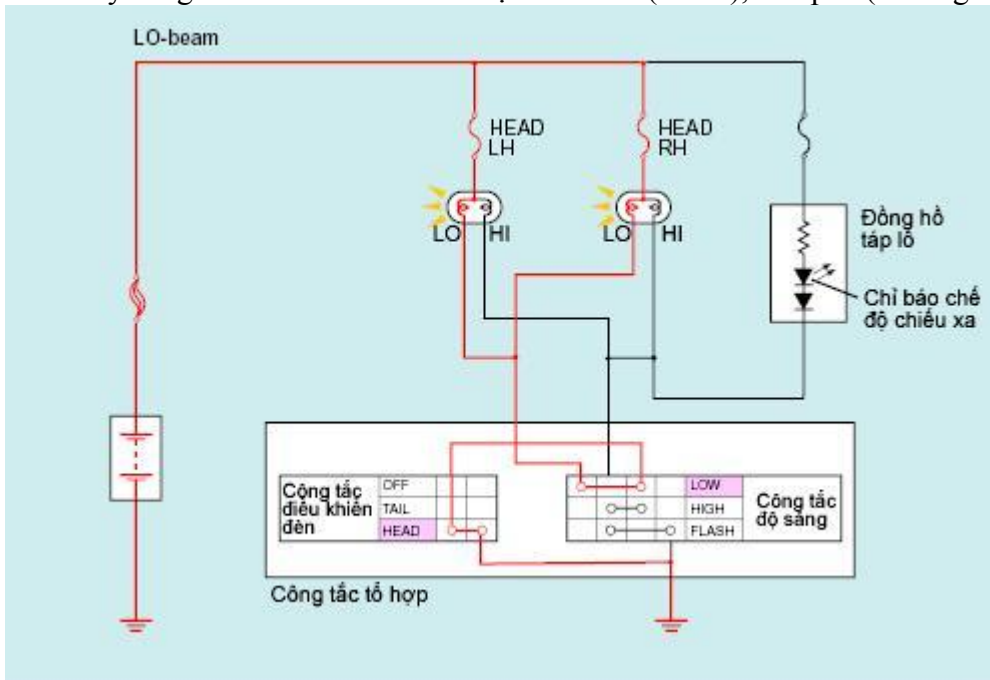 LO-beam
HEAD
LH
HEAD
RH
LO HI
LO HI
Đồng hồ
táp lô
Chỉ báo chế
độ chiếu xa
Công tắc
điều khiển
đèn
OFF
TAIL
HEAD
LOW
HIGH
FLASH
Công tắc
độ sáng
Công tắc tổ hợp